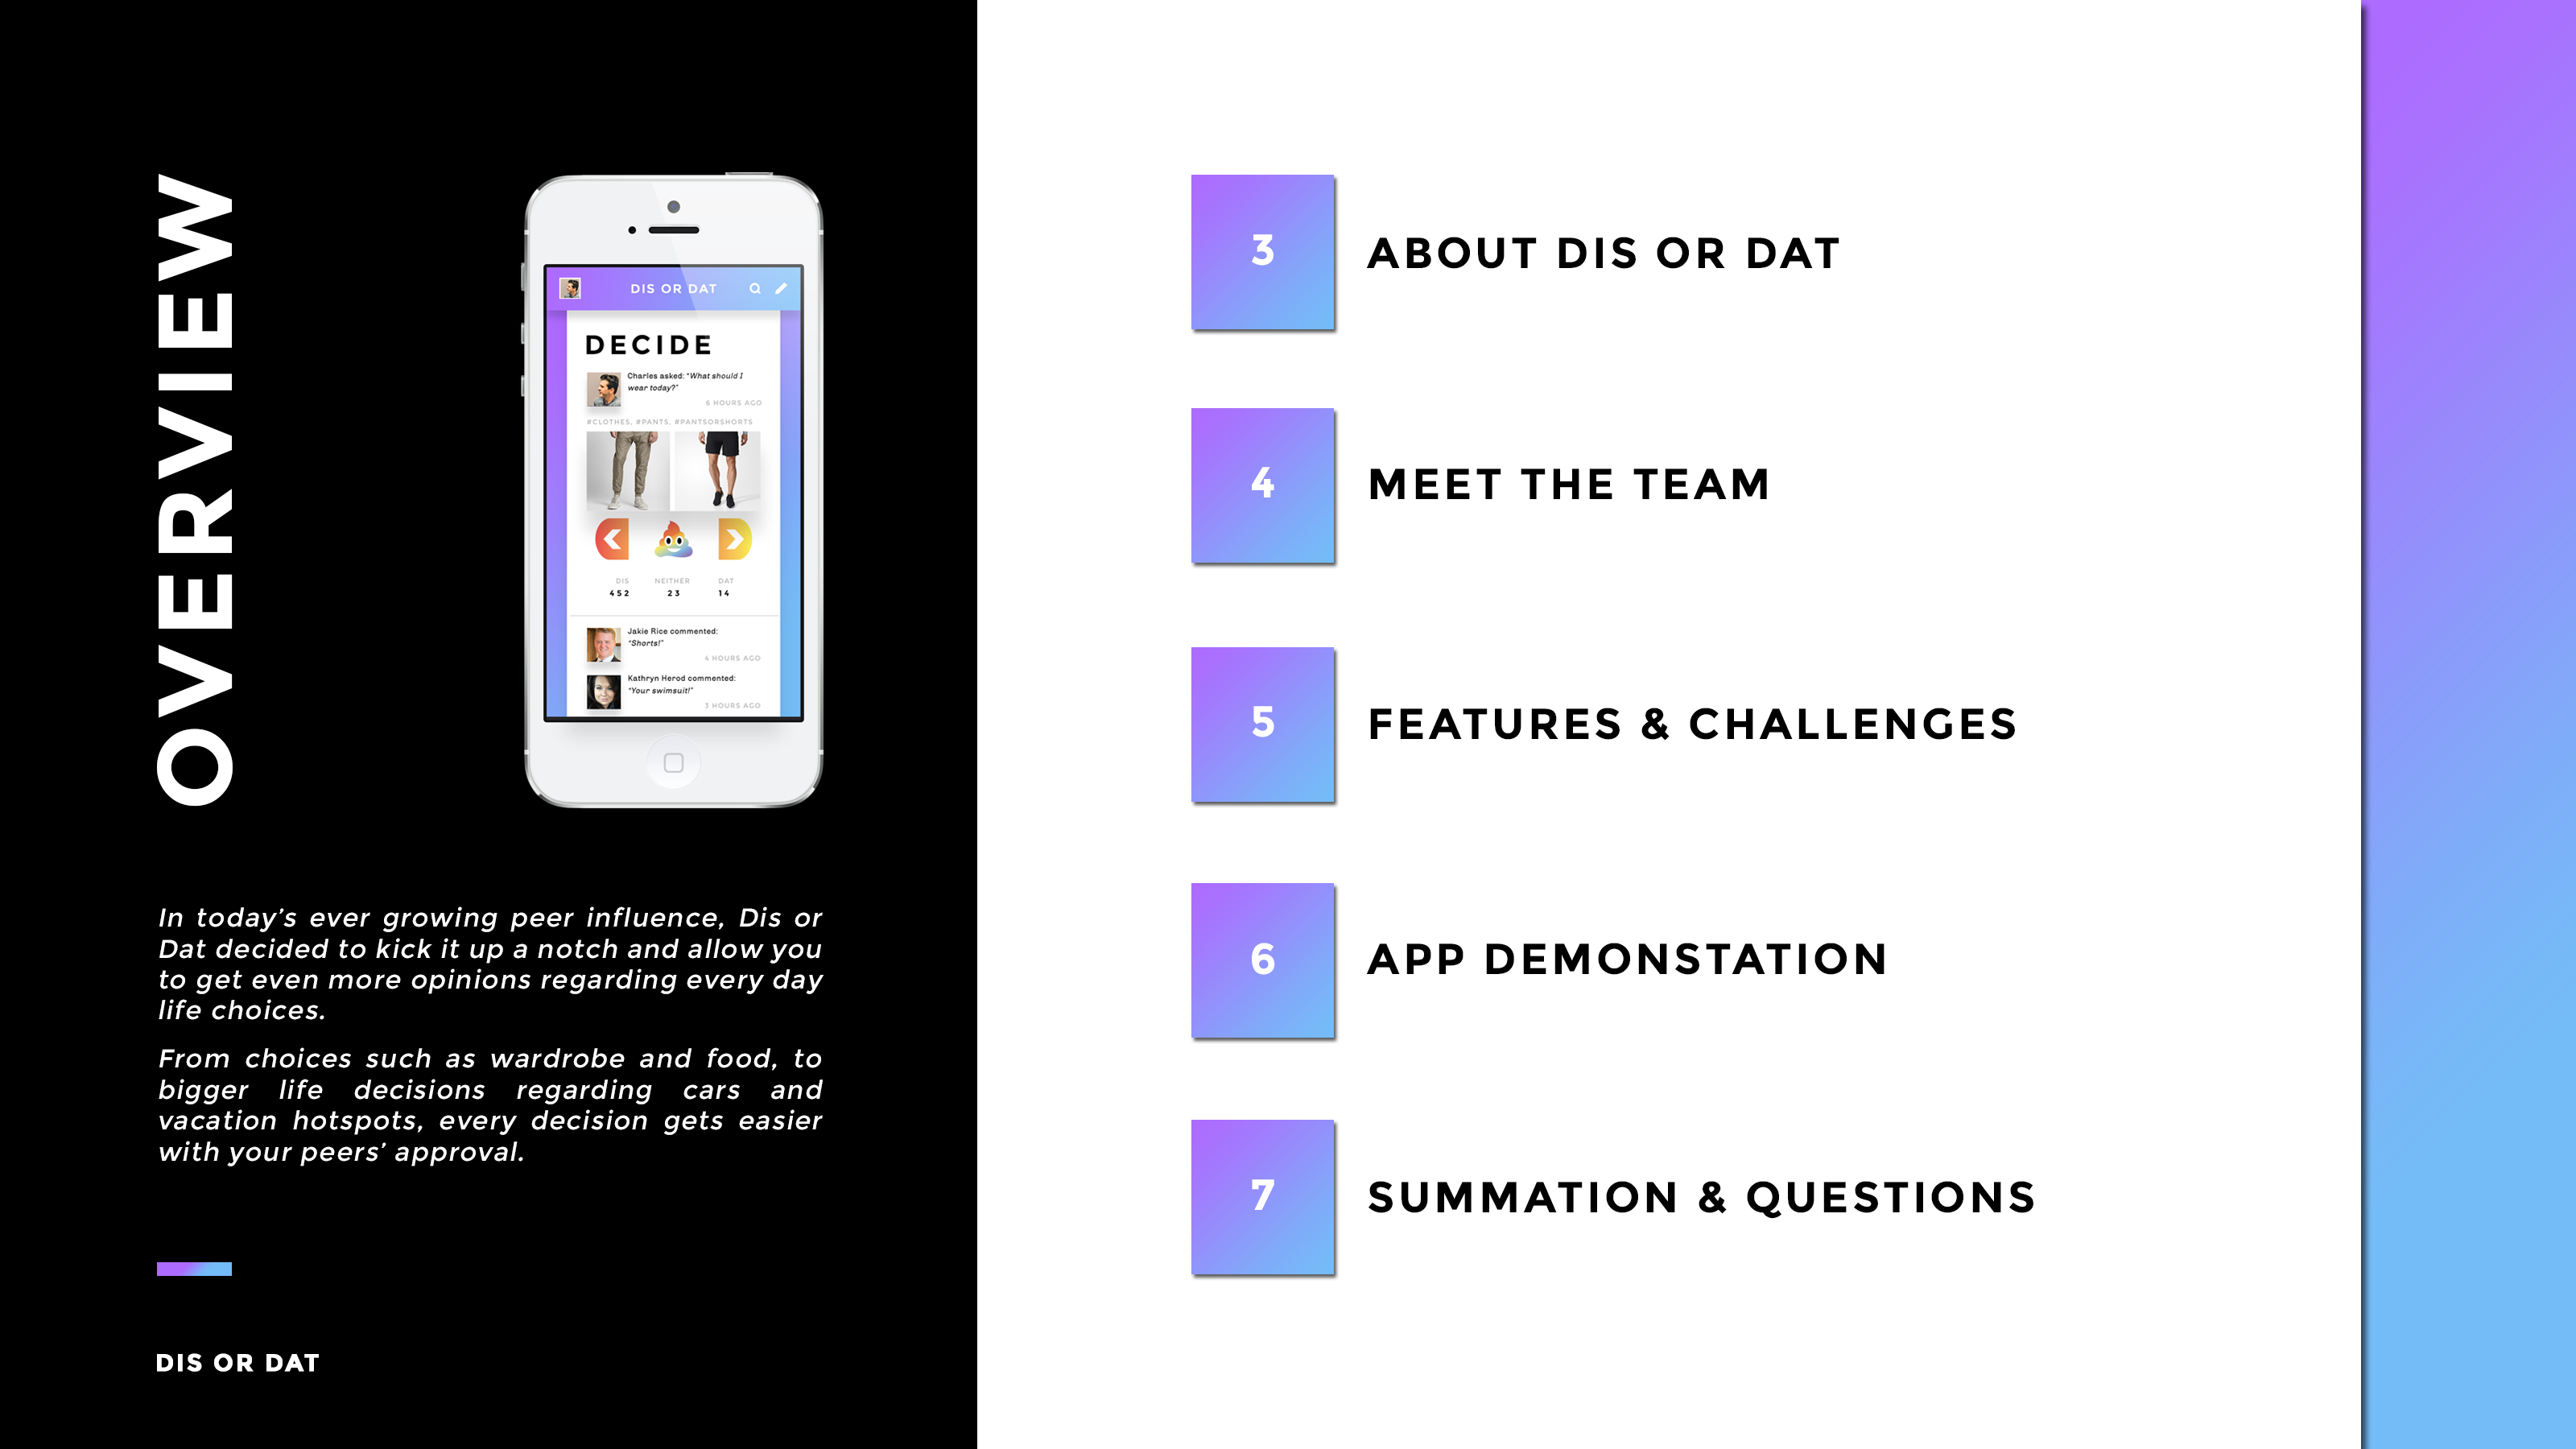 OVERVIEW
DIS OR DAT
DECIDE
Charles asked: “What should I
wear today?”
6 HOURS AGO
#CLOTHES, #PANTS, #PANTSORSHORTS
DIS NEITHER DAT
452 23 14
Jakie Rice commented:
“Shorts!”
4 HOURS AGO
Kathryn Herod commented:
“Your swimsuit!”
3 HOURS AGO
In today’s ever growing peer influence, Dis or
Dat decided to kick it up a notch and allow you
to get even more opinions regarding every day
life choices.
From choices such as wardrobe and food, to
bigger life decisions regarding cars and
vacation hotspots, every decision gets easier
with your peers’ approval.
DIS OR DAT
3 ABOUT DIS OR DAT
4 MEET THE TEAM
5 FEATURES & CHALLENGES
6 APP DEMONSTATION
7 SUMMATION & QUESTIONS